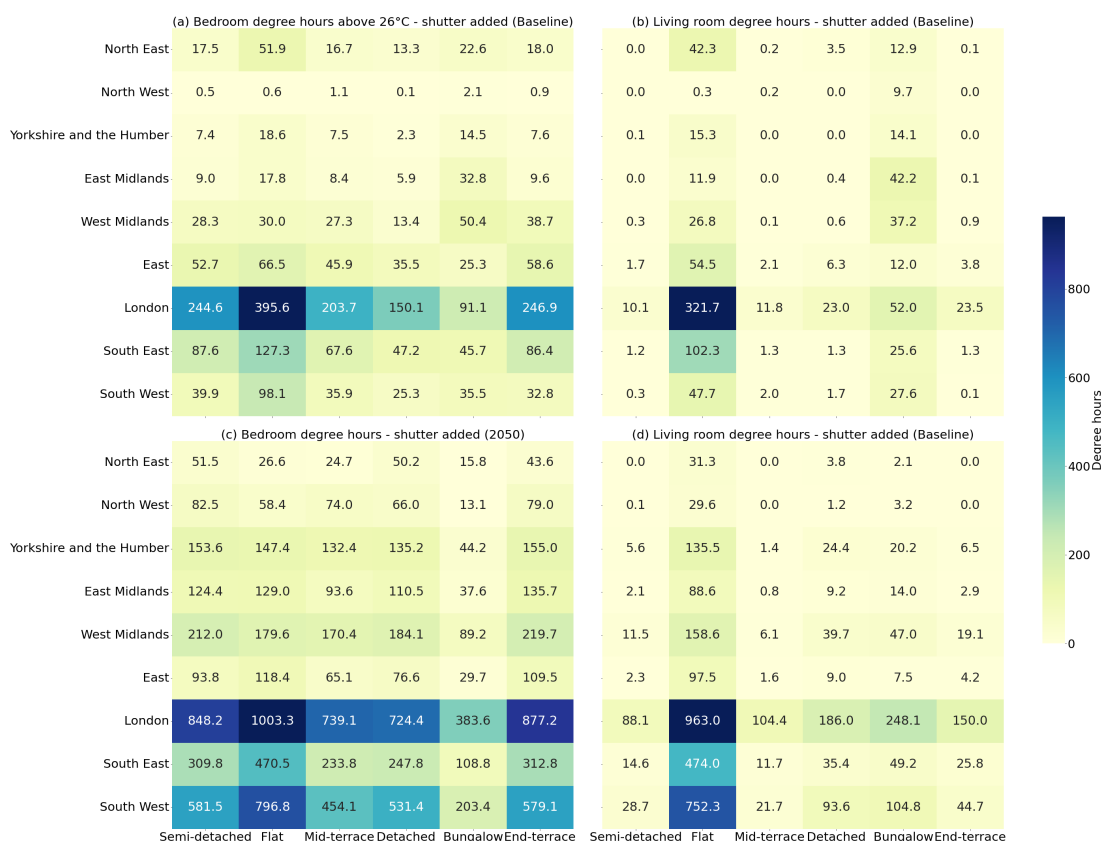 (a) Bedroom degree hours above 26°C - shutter added (Baseline) (b) Living room degree hours - shutter added (Baseline)
North East 17.5 51.9 16.7 13.3 22.6 18.0 0.0 42.3 0.2 3.5 12.9 0.1
North West 0.5 0.6 1.1 0.1 2.1 0.9 0.0 0.3 0.2 0.0 9.7 0.0
Yorkshire and the Humber 7.4 18.6 7.5 2.3 14.5 7.6 0.1 15.3 0.0 0.0 14.1 0.0
East Midlands 9.0 17.8 8.4 5.9 32.8 9.6 0.0 11.9 0.0 0.4 42.2 0.1
West Midlands 28.3 30.0 27.3 13.4 50.4 38.7 0.3 26.8 0.1 0.6 37.2 0.9
East 52.7 66.5 45.9 35.5 25.3 58.6 1.7 54.5 2.1 6.3 12.0 3.8
London 244.6 395.6 203.7 150.1 91.1 246.9 10.1 321.7 11.8 23.0 52.0 23.5
South East 87.6 127.3 67.6 47.2 45.7 86.4 1.2 102.3 1.3 1.3 25.6 1.3
South West 39.9 98.1 35.9 25.3 35.5 32.8 0.3 47.7 2.0 1.7 27.6 0.1
(c) Bedroom degree hours - shutter added (2050) (d) Living room degree hours - shutter added (Baseline)
North East 51.5 26.6 24.7 50.2 15.8 43.6 0.0 31.3 0.0 3.8 2.1 0.0
North West 82.5 58.4 74.0 66.0 13.1 79.0 0.1 29.6 0.0 1.2 3.2 0.0
Yorkshire and the Humber 153.6 147.4 132.4 135.2 44.2 155.0 5.6 135.5 1.4 24.4 20.2 6.5
East Midlands 124.4 129.0 93.6 110.5 37.6 135.7 2.1 88.6 0.8 9.2 14.0 2.9
West Midlands 212.0 179.6 170.4 184.1 89.2 219.7 11.5 158.6 6.1 39.7 47.0 19.1
East 93.8 118.4 65.1 76.6 29.7 109.5 2.3 97.5 1.6 9.0 7.5 4.2
London 848.2 1003.3 739.1 724.4 383.6 877.2 88.1 963.0 104.4 186.0 248.1 150.0
South East 309.8 470.5 233.8 247.8 108.8 312.8 14.6 474.0 11.7 35.4 49.2 25.8
South West 581.5 796.8 454.1 531.4 203.4 579.1 28.7 752.3 21.7 93.6 104.8 44.7
Semi-detached Flat Mid-terrace Detached Bungalow End-terrace Semi-detached Flat Mid-terrace Detached Bungalow End-terrace
800
600
400
200
0
Degree hours